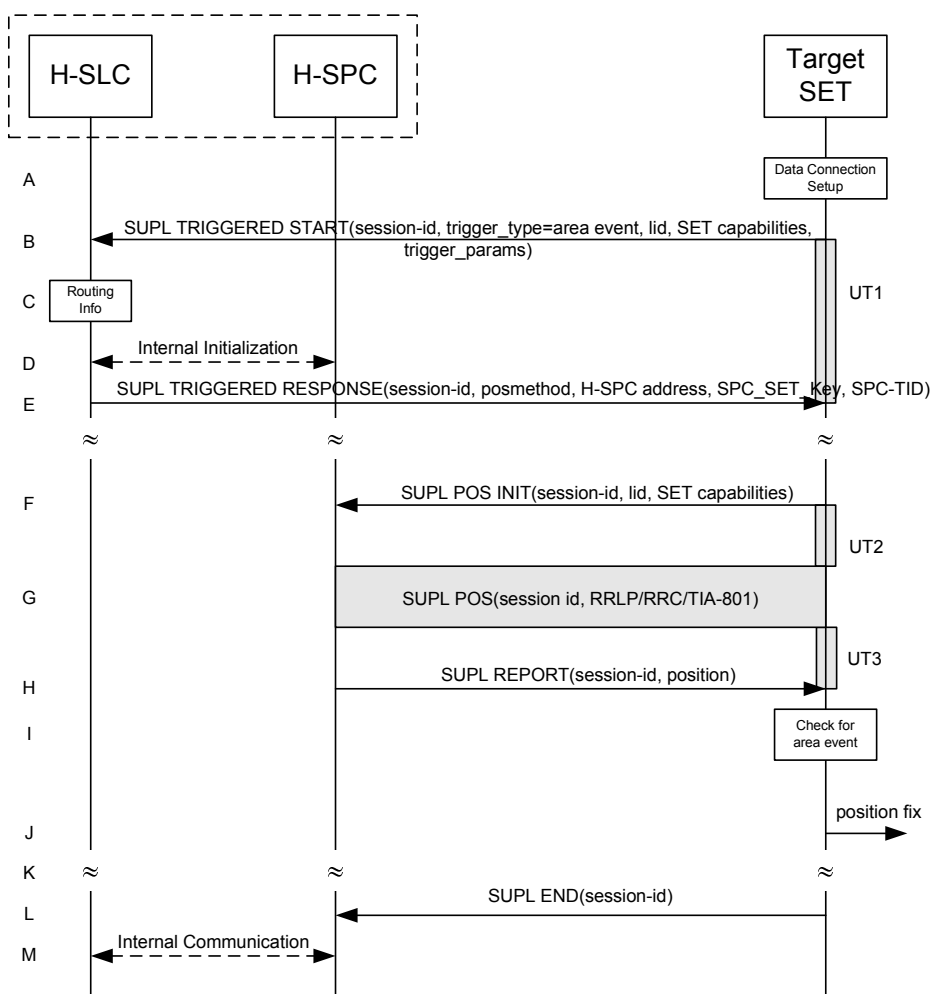 H-SLC
H-SPC
Target
SET
A
Data Connection
Setup
B
SUPL TRIGGERED START(session-id, trigger_type=area event, lid, SET capabilities,
trigger_params)
C
Routing
Info
UT1
D
Internal Initialization
E
SUPL TRIGGERED RESPONSE(session-id, posmethod, H-SPC address, SPC_SET_Key, SPC-TID)
≈ ≈ ≈
F
SUPL POS INIT(session-id, lid, SET capabilities)
UT2
G
SUPL POS(session id, RRLP/RRC/TIA-801)
UT3
H
SUPL REPORT(session-id, position)
I
Check for
area event
position fix
J
K
≈ ≈ ≈
L
SUPL END(session-id)
M
Internal Communication